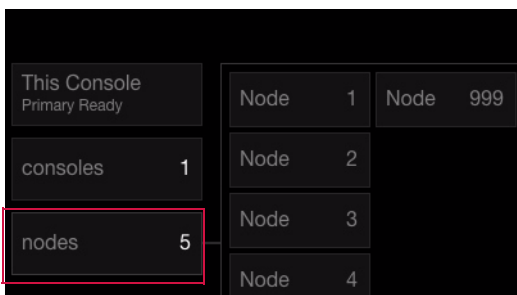 This Console
Primary Ready
consoles 1
nodes 5
Node 1
Node 999
Node 2
Node 3
Node 4